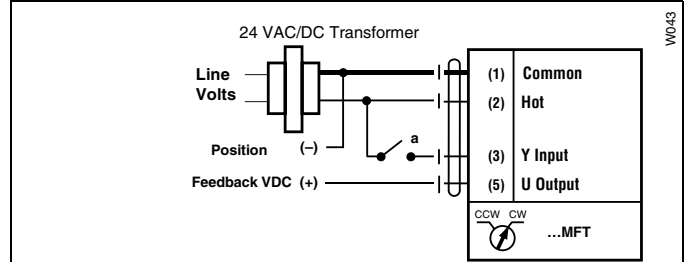 W043
24 VAC/DC Transformer
Line
Volts
(1) Common
(2) Hot
a
Position (–)
(3) Y Input
Feedback VDC (+)
(5) U Output
CCW CW
...MFT